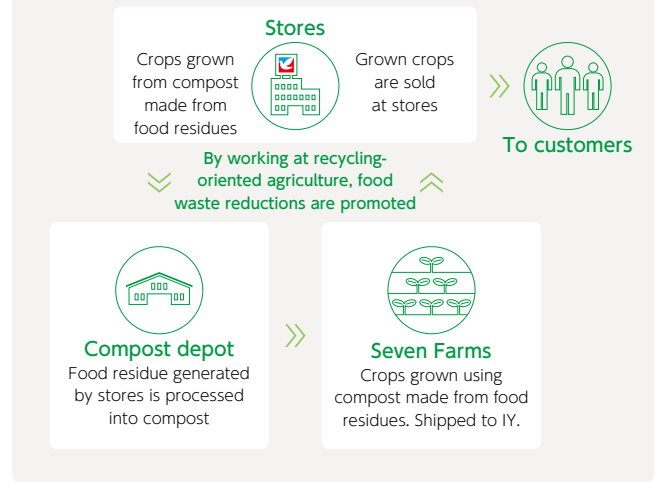 Stores
Crops grown
from compost
made from
food residues
Grown crops
are sold
at stores
To customers
By working at recycling-
oriented agriculture, food
waste reductions are promoted
Compost depot
Food residue generated
by stores is processed
into compost
Seven Farms
Crops grown using
compost made from food
residues. Shipped to IY.